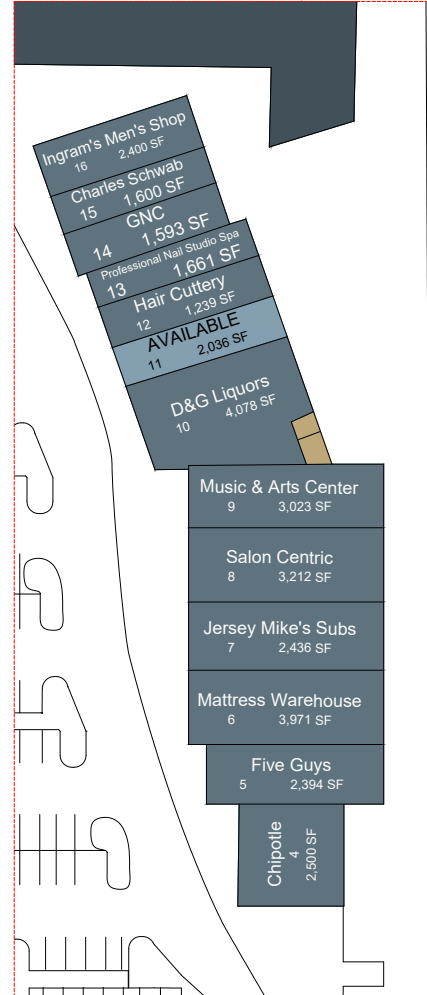 Ingram's Men's Shop
16 2,400 SF
Charles Schwab
15 1,600 SF
GNC
14 1,593 SF
Professional Nail Studio Spa
13 1,661 SF
Hair Cuttery
12 1,239 SF
AVAILABLE
11 2,036 SF
D&G Liquors
10 4,078 SF
Music & Arts Center
9 3,023 SF
Salon Centric
8 3,212 SF
Jersey Mike's Subs
7 2,436 SF
Mattress Warehouse
6 3,971 SF
Five Guys
5 2,394 SF
Chipotle
4
2,500 SF